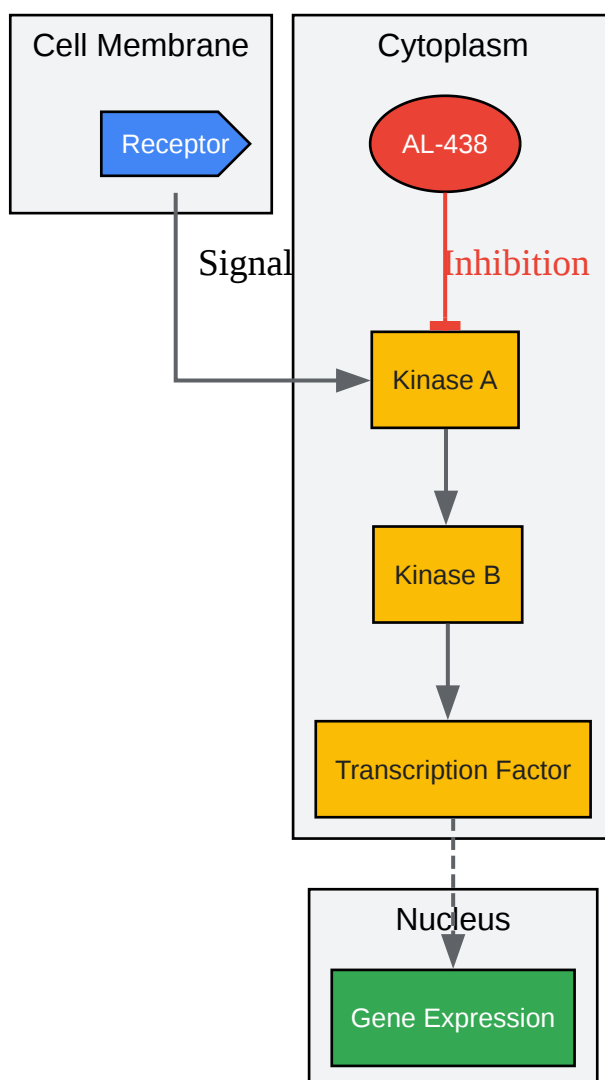 Cell Membrane
Cytoplasm
Receptor
AL-438
Signal
Inhibition
Kinase A
Kinase B
Transcription Factor
Nucleus
Gene Expression